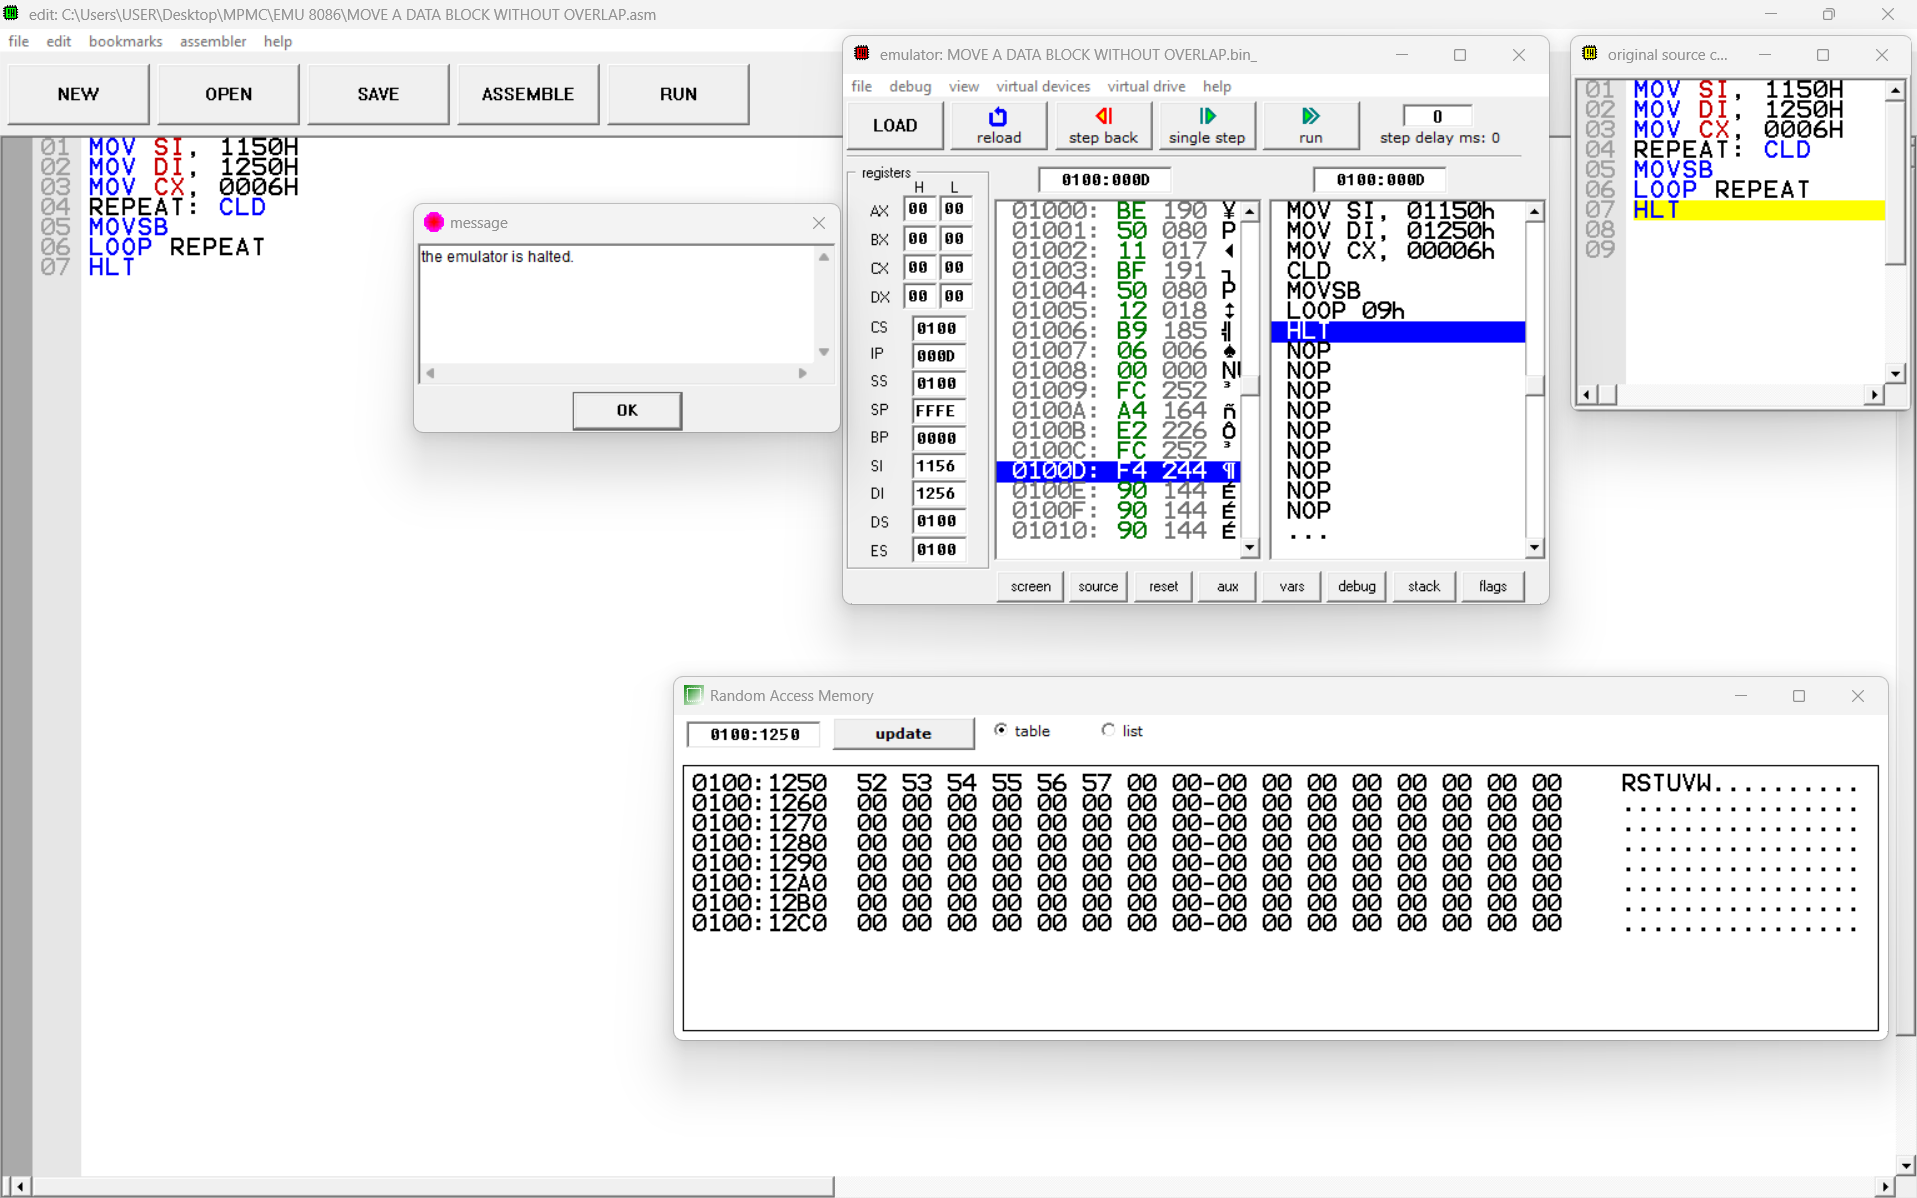 edit: C:\Users\USER\Desktop\MPMC\EMU 8086\MOVE A DATA BLOCK WITHOUT OVERLAP.asm
file edit bookmarks assembler help
NEW OPEN SAVE ASSEMBLE RUN
01 MOV SI, 1150H
02 MOV DI, 1250H
03 MOV CX, 0006H
04 REPEAT: CLD
05 MOVSB
06 LOOP REPEAT
07 HLT
message
the emulator is halted.
OK
emulator: MOVE A DATA BLOCK WITHOUT OVERLAP.bin_
file debug view virtual devices virtual drive help
LOAD reload step back single step run 0
step delay ms: 0
registers
H L
AX 00 00
BX 00 00
CX 00 00
DX 00 00
CS 0100
IP 000D
SS 0100
SP FFFE
BP 0000
SI 1156
DI 1256
DS 0100
ES 0100
0100:000D 0100:000D
01000: BE 190 ¥
01001: 50 080 P
01002: 11 017 ◄
01003: BF 191 ┐
01004: 50 080 P
01005: 12 018 ↕
01006: B9 185 ╣
01007: 06 006 ♠
01008: 00 000 NU
01009: FC 252 ³
0100A: A4 164 ñ
0100B: E2 226 Ô
0100C: FC 252 ³
0100D: F4 244 ¶
0100E: 90 144 É
0100F: 90 144 É
01010: 90 144 É
MOV SI, 01150h
MOV DI, 01250h
MOV CX, 00006h
CLD
MOVSB
LOOP 09h
HLT
NOP
NOP
NOP
NOP
NOP
NOP
NOP
NOP
NOP
...
screen source reset aux vars debug stack flags
original source c...
01 MOV SI, 1150H
02 MOV DI, 1250H
03 MOV CX, 0006H
04 REPEAT: CLD
05 MOVSB
06 LOOP REPEAT
07 HLT
08
09
Random Access Memory
0100:1250 update table list
0100:1250 52 53 54 55 56 57 00 00-00 00 00 00 00 00 00 00 RSTUVW..........
0100:1260 00 00 00 00 00 00 00 00-00 00 00 00 00 00 00 00 ................
0100:1270 00 00 00 00 00 00 00 00-00 00 00 00 00 00 00 00 ................
0100:1280 00 00 00 00 00 00 00 00-00 00 00 00 00 00 00 00 ................
0100:1290 00 00 00 00 00 00 00 00-00 00 00 00 00 00 00 00 ................
0100:12A0 00 00 00 00 00 00 00 00-00 00 00 00 00 00 00 00 ................
0100:12B0 00 00 00 00 00 00 00 00-00 00 00 00 00 00 00 00 ................
0100:12C0 00 00 00 00 00 00 00 00-00 00 00 00 00 00 00 00 ................